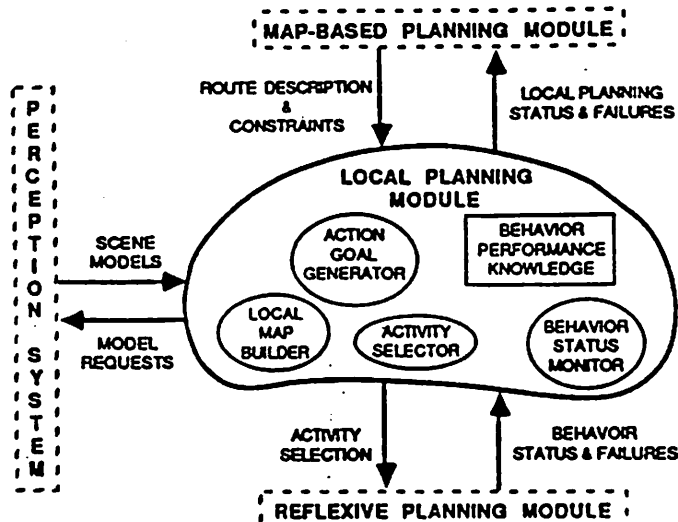 MAP-BASED PLANNING MODULE
ROUTE DESCRIPTION
&
CONSTRAINTS
LOCAL PLANNING
STATUS & FAILURES
PERCEPTION SYSTEM
LOCAL PLANNING
MODULE
ACTION
GOAL
GENERATOR
BEHAVIOR
PERFORMANCE
KNOWLEDGE
SCENE
MODELS
MODEL
REQUESTS
LOCAL
MAP
BUILDER
ACTIVITY
SELECTOR
BEHAVIOR
STATUS
MONITOR
ACTIVITY
SELECTION
BEHAVOIR
STATUS & FAILURES
REFLEXIVE PLANNING MODULE